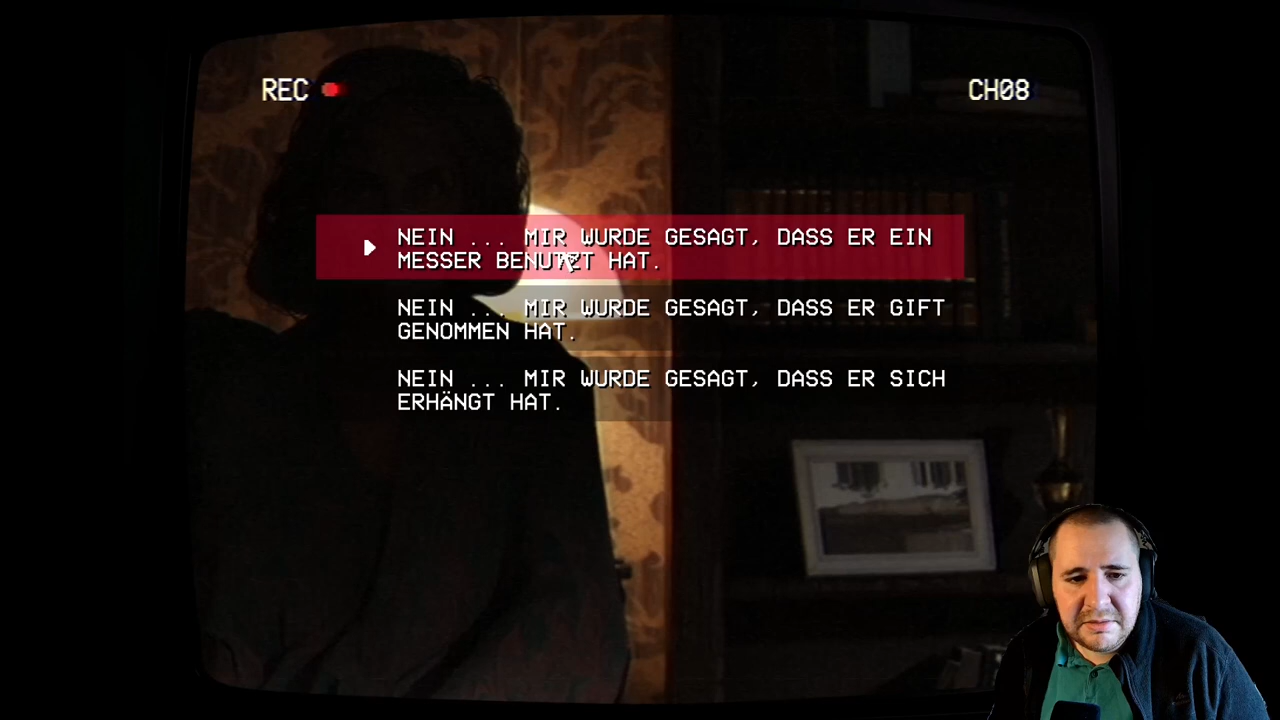 REC
CH08
NEIN ... MIR WURDE GESAGT, DASS ER EIN
MESSER BENUTZT HAT.
NEIN ... MIR WURDE GESAGT, DASS ER GIFT
GENOMMEN HAT.
NEIN ... MIR WURDE GESAGT, DASS ER SICH
ERHÄNGT HAT.